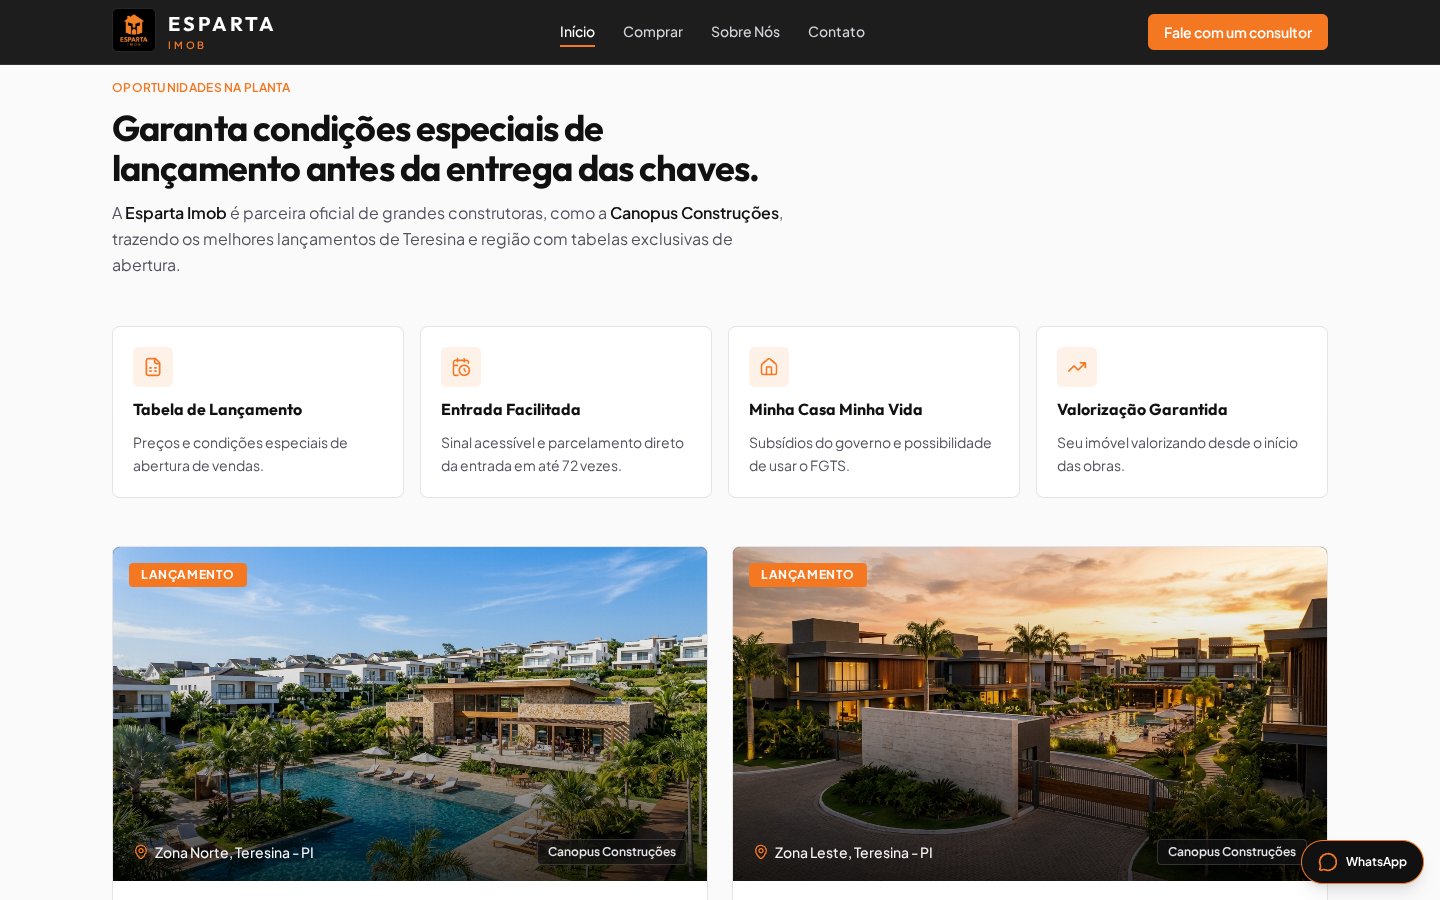 ESPARTA
IMOB
ESPARTA
IMOB
Início
Comprar
Sobre Nós
Contato
Fale com um consultor
OPORTUNIDADES NA PLANTA
Garanta condições especiais de
lançamento antes da entrega das chaves.
A Esparta Imob é parceira oficial de grandes construtoras, como a Canopus Construções,
trazendo os melhores lançamentos de Teresina e região com tabelas exclusivas de
abertura.
Tabela de Lançamento
Preços e condições especiais de
abertura de vendas.
Entrada Facilitada
Sinal acessível e parcelamento direto
da entrada em até 72 vezes.
Minha Casa Minha Vida
Subsídios do governo e possibilidade
de usar o FGTS.
Valorização Garantida
Seu imóvel valorizando desde o início
das obras.
LANÇAMENTO
Zona Norte, Teresina - PI
Canopus Construções
LANÇAMENTO
Zona Leste, Teresina - PI
Canopus Construções
WhatsApp